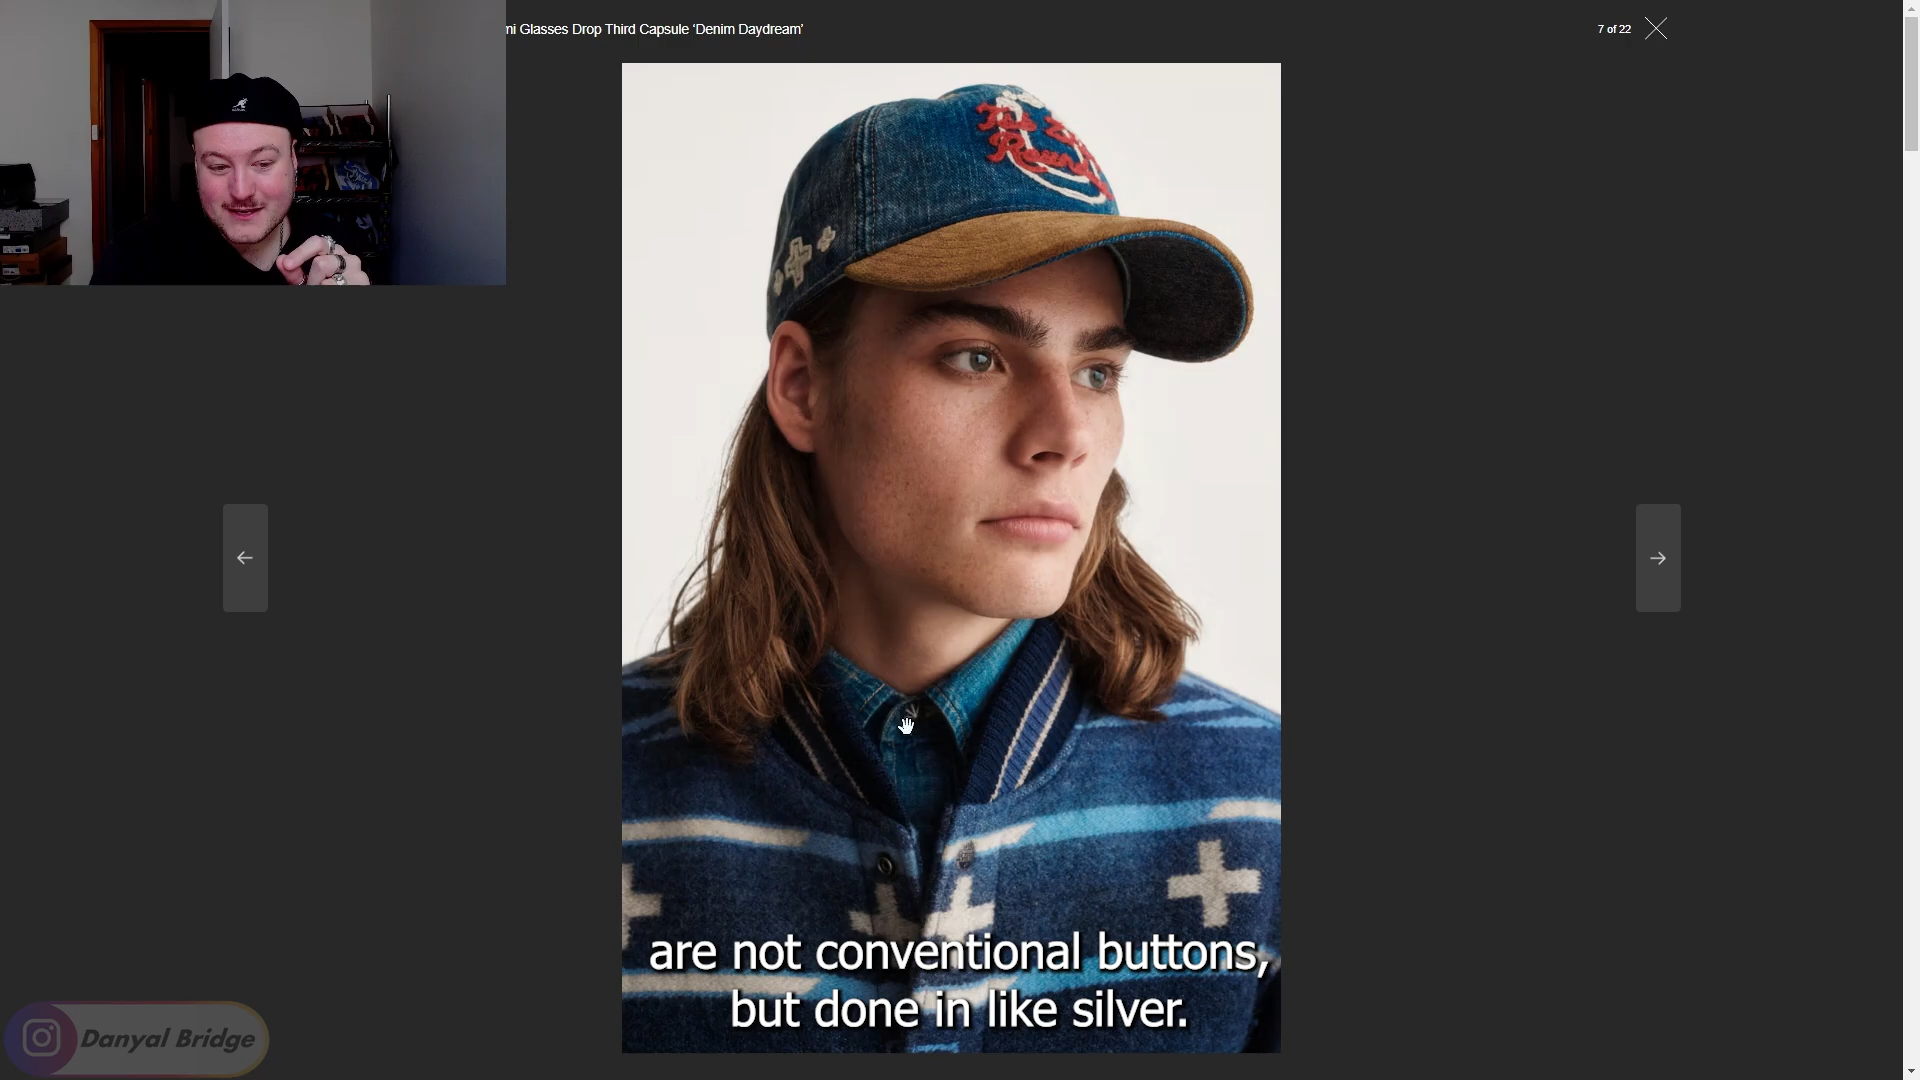 mi Glasses Drop Third Capsule ‘Denim Daydream’
7 of 22
are not conventional buttons,
but done in like silver.
Danyal Bridge